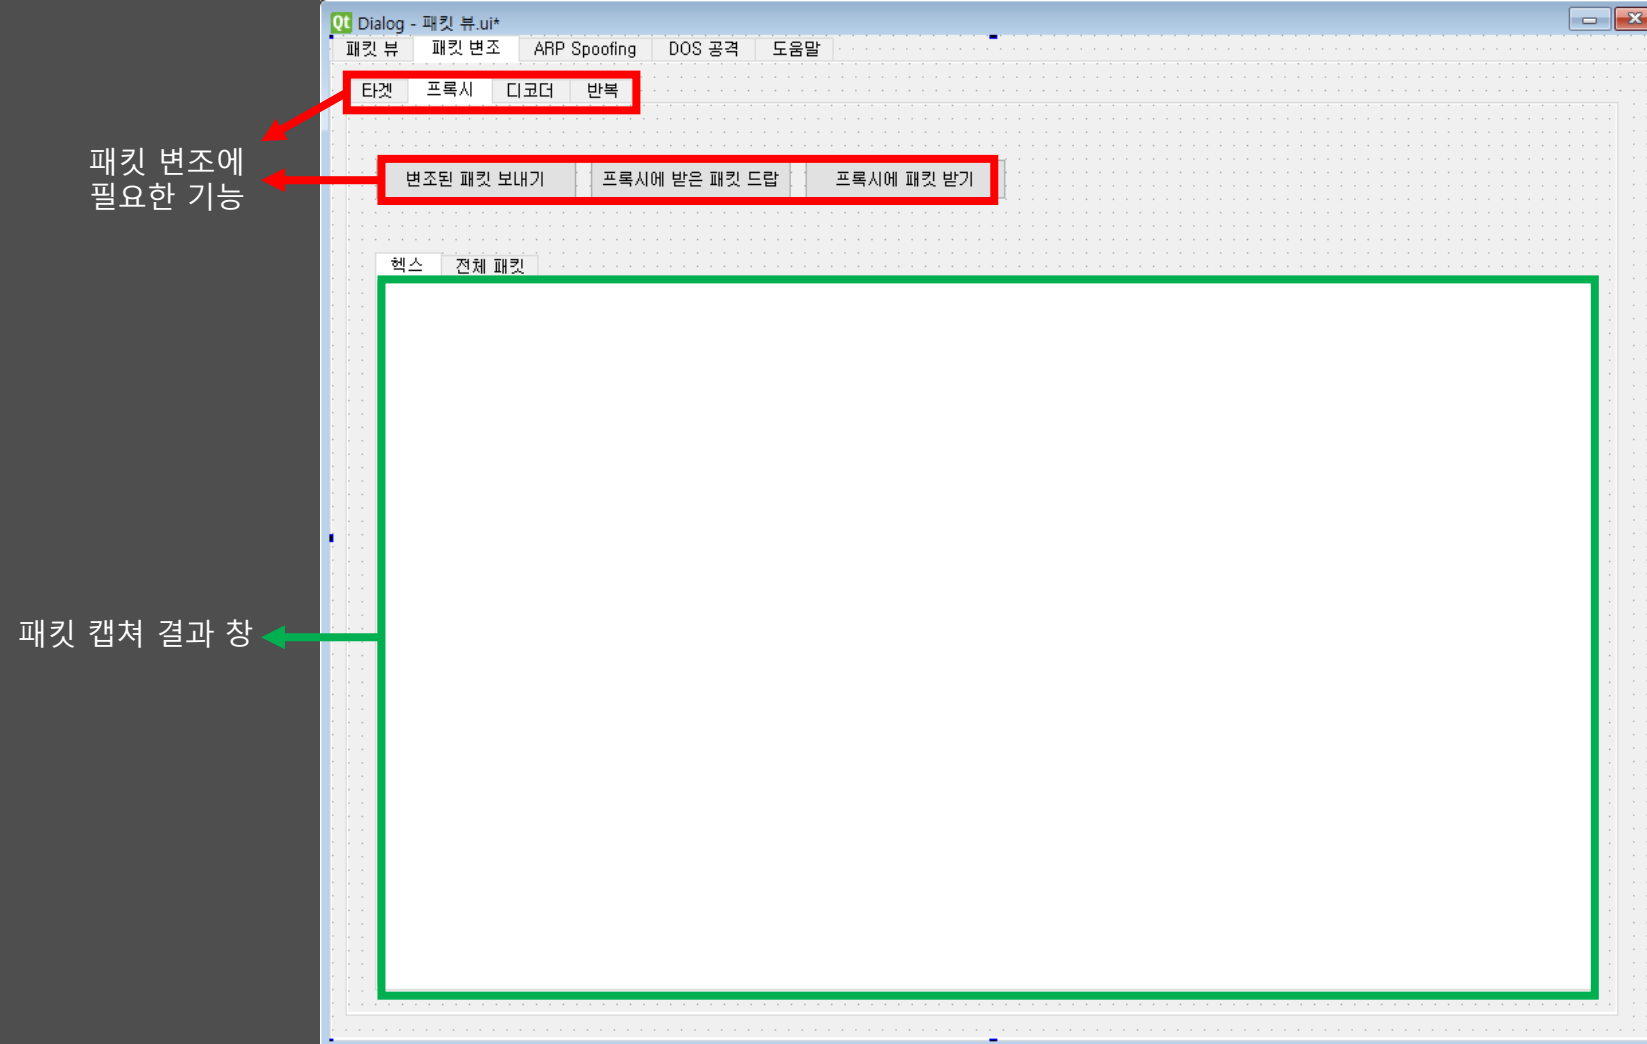 Qt Dialog - 패킷 뷰.ui*
패킷 뷰 패킷 변조 ARP Spoofing DOS 공격 도움말
타겟 프록시 디코더 반복
패킷 변조에
필요한 기능
변조된 패킷 보내기 프록시에 받은 패킷 드랍 프록시에 패킷 받기
헥스 전체 패킷
패킷 캡쳐 결과 창